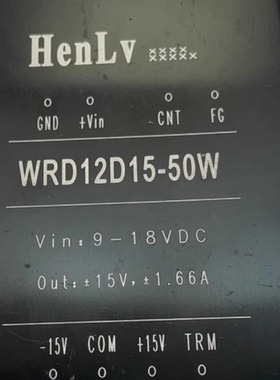 HenLv
GND +Vin CNT FG
WRD12D15-50W
Vin:9-18VDC
Out:±15V,±1.66A
-15V COM +15V TRM